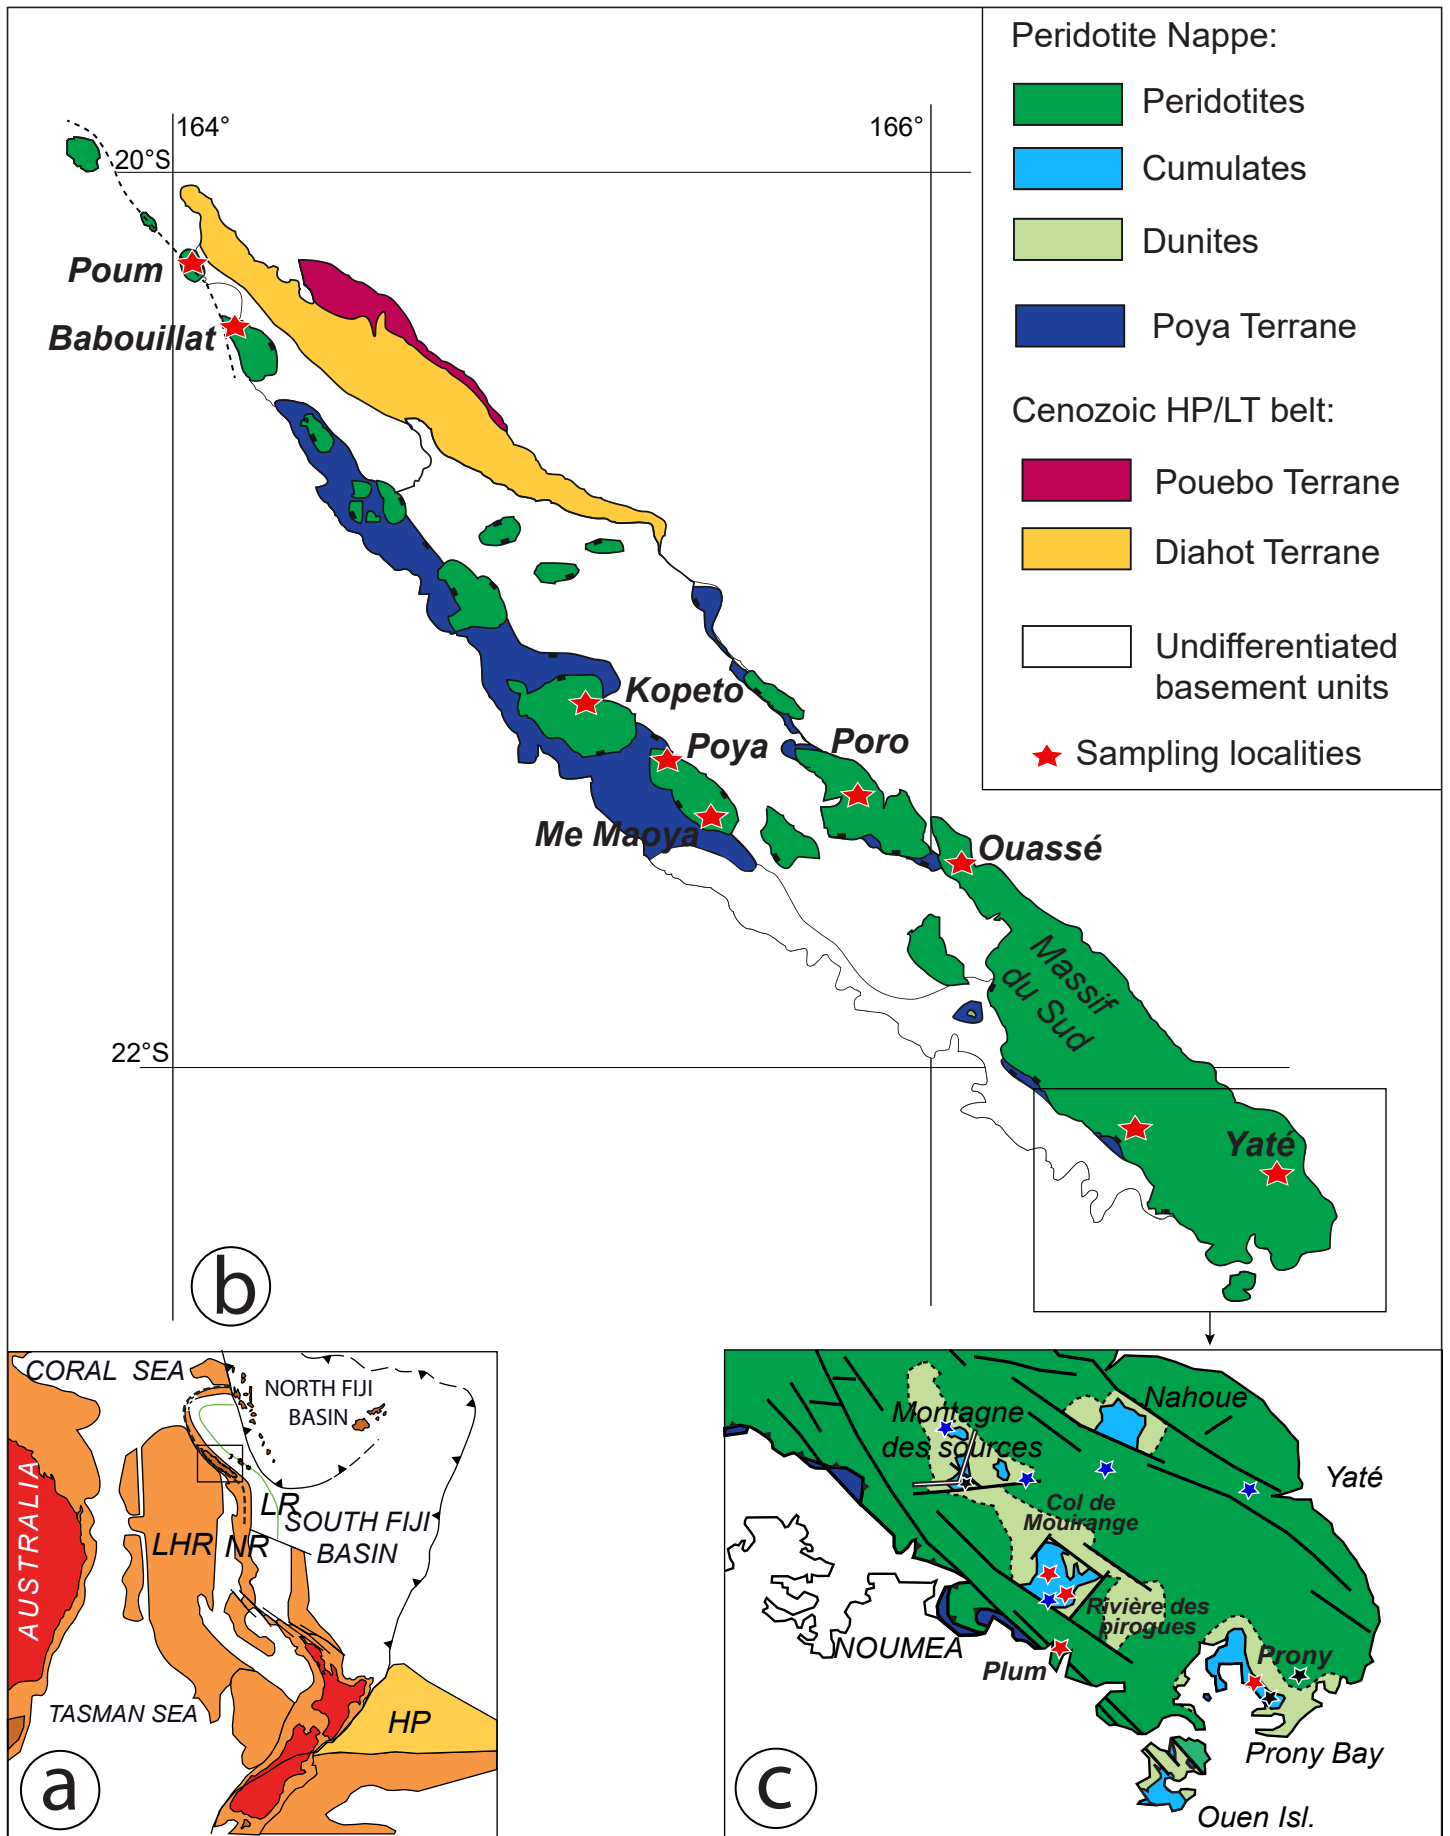 Peridotite Nappe:
Peridotites
Cumulates
Dunites
Poya Terrane
Cenozoic HP/LT belt:
Pouebo Terrane
Diahot Terrane
Undifferentiated
basement units
Sampling localities
164°
166°
20°S
22°S
Poum
Babouillat
Kopeto
Poya
Me Maoya
Poro
Ouassé
Massif
du Sud
Yaté
b
CORAL SEA
NORTH FIJI
BASIN
AUSTRALIA
LHR
NR
LR
SOUTH FIJI
BASIN
TASMAN SEA
HP
a
Nahoue
Montagne
des sources
Yaté
Col de
Mouirange
Rivière des
pirogues
NOUMEA
Plum
Prony
Prony Bay
Ouen Isl.
c